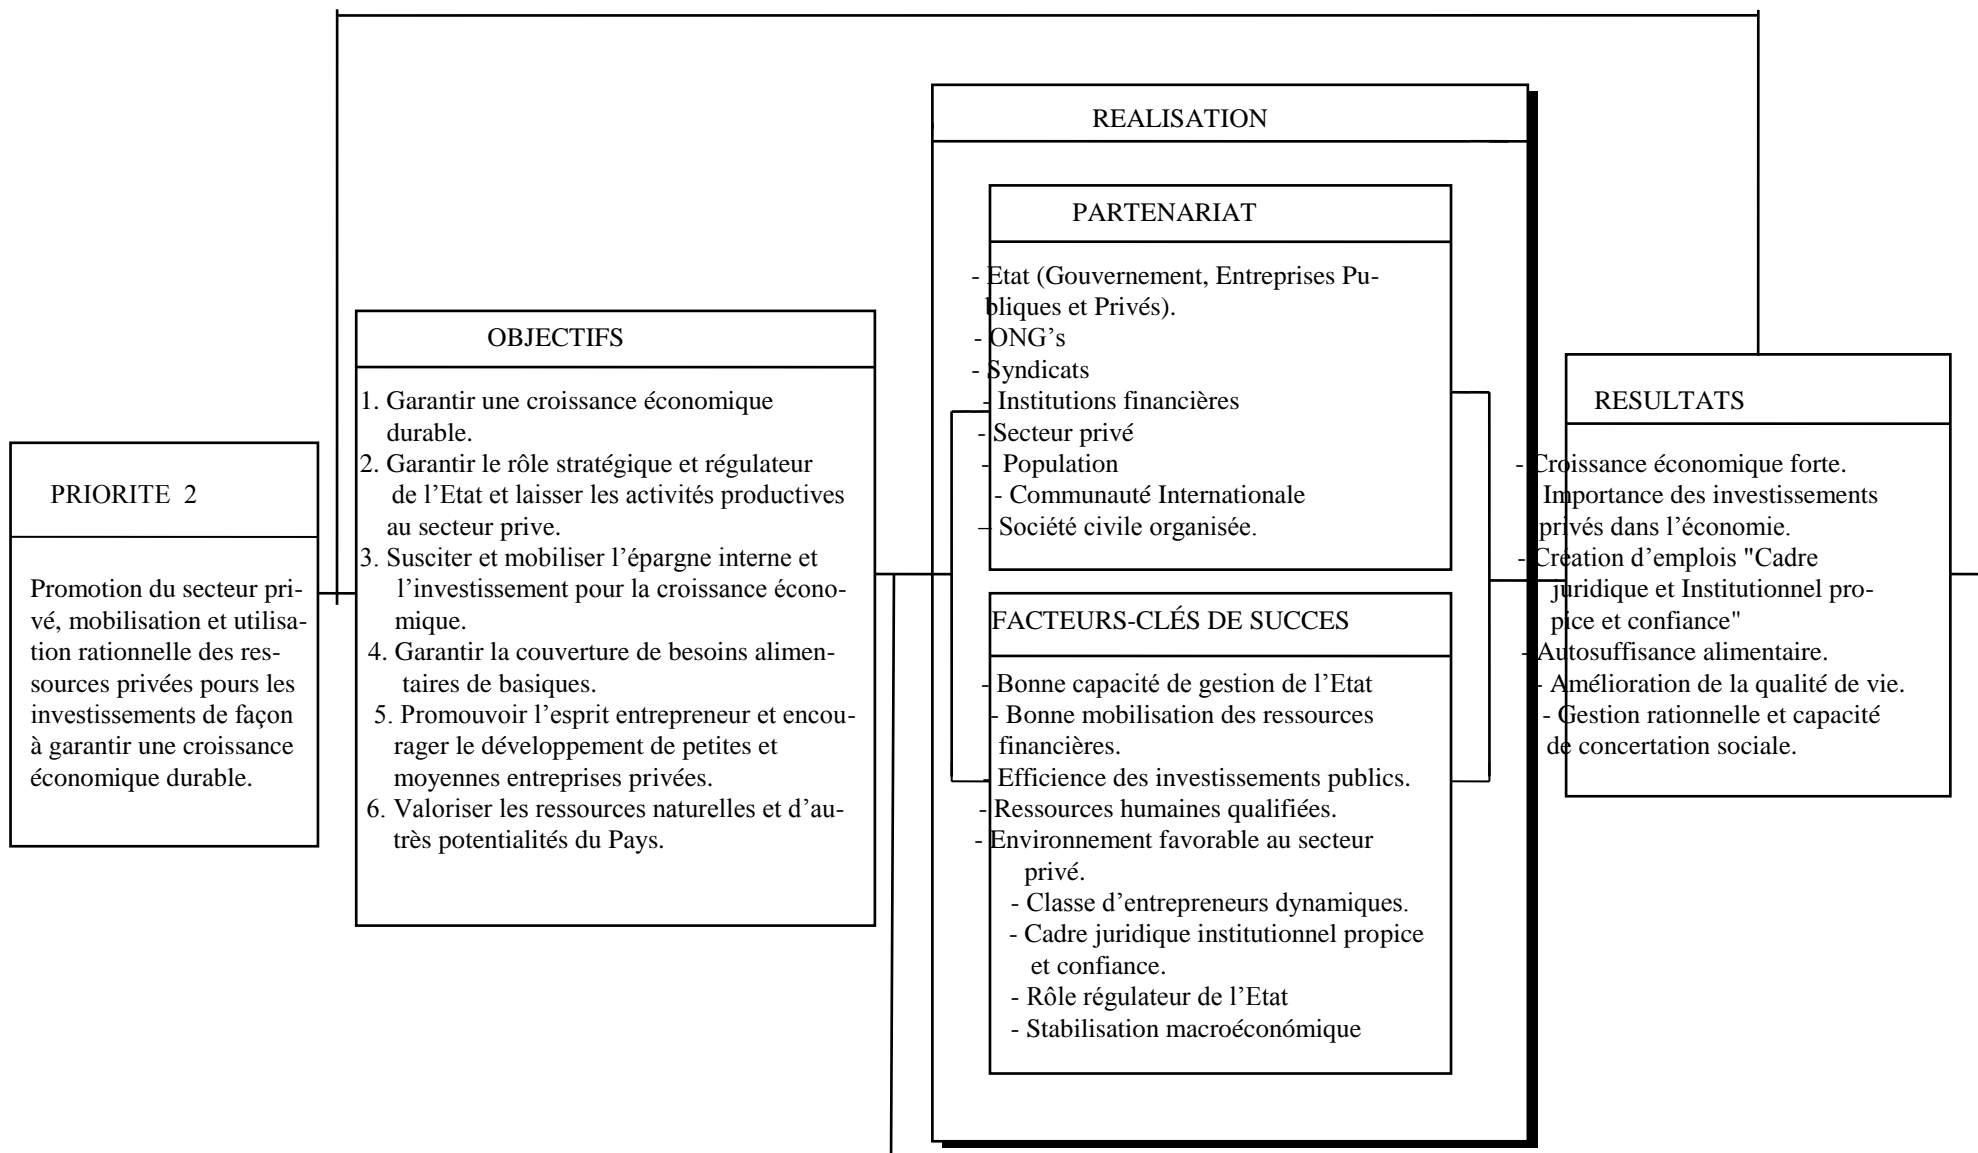 PRIORITE 2
Promotion du secteur pri-
vé, mobilisation et utilisa-
tion rationnelle des res-
sources privées pours les
investissements de façon
à garantir une croissance
économique durable.
OBJECTIFS
1. Garantir une croissance économique
durable.
2. Garantir le rôle stratégique et régulateur
de l’Etat et laisser les activités productives
au secteur prive.
3. Susciter et mobiliser l’épargne interne et
l’investissement pour la croissance écono-
mique.
4. Garantir la couverture de besoins alimen-
taires de basiques.
5. Promouvoir l’esprit entrepreneur et encou-
rager le développement de petites et
moyennes entreprises privées.
6. Valoriser les ressources naturelles et d’au-
très potentialités du Pays.
REALISATION
PARTENARIAT
- Etat (Gouvernement, Entreprises Pu-
bliques et Privés).
- ONG’s
- Syndicats
- Institutions financières
- Secteur privé
- Population
- Communauté Internationale
– Société civile organisée.
FACTEURS-CLÉS DE SUCCES
- Bonne capacité de gestion de l’Etat
- Bonne mobilisation des ressources
financières.
- Efficience des investissements publics.
- Ressources humaines qualifiées.
- Environnement favorable au secteur
privé.
- Classe d’entrepreneurs dynamiques.
- Cadre juridique institutionnel propice
et confiance.
- Rôle régulateur de l’Etat
- Stabilisation macroéconómique
RESULTATS
- Croissance économique forte.
- Importance des investissements
privés dans l’économie.
- Création d’emplois "Cadre
juridique et Institutionnel pro-
pice et confiance"
- Autosuffisance alimentaire.
- Amélioration de la qualité de vie.
- Gestion rationnelle et capacité
de concertation sociale.